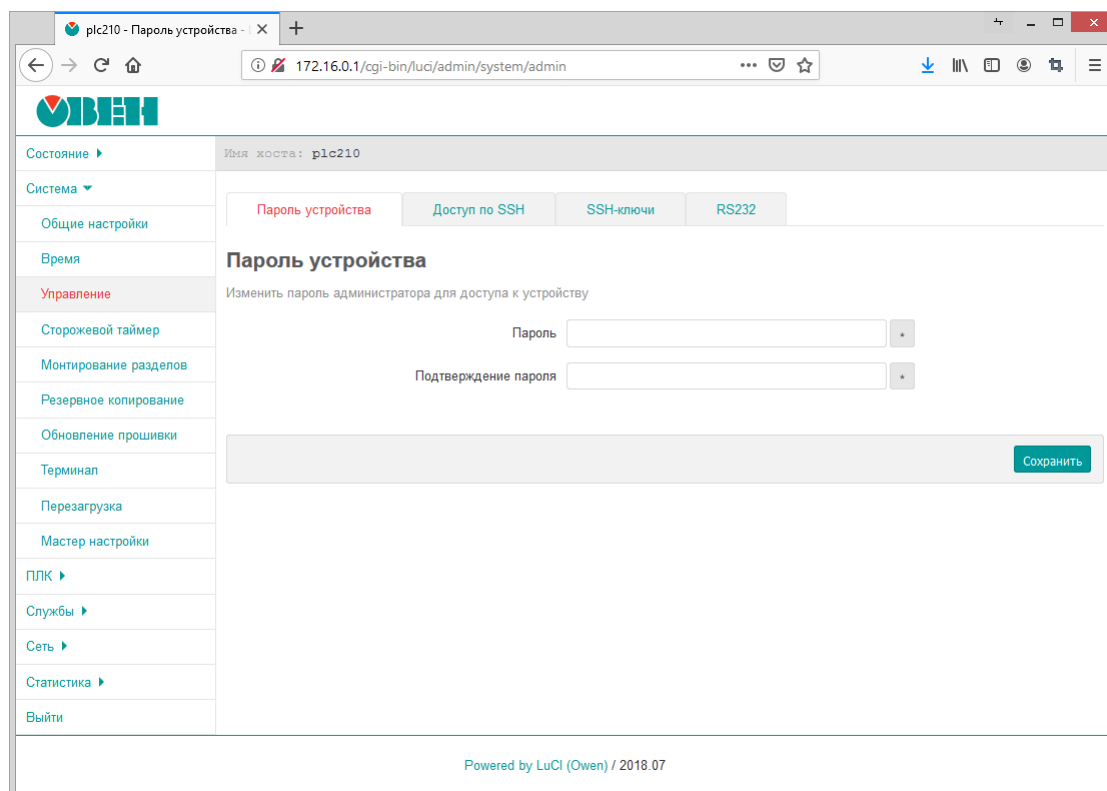 plc210 - Пароль устройства -
172.16.0.1/cgi-bin/luci/admin/system/admin
ОВЕН
Состояние
Имя хоста: plc210
Система
Общие настройки
Время
Управление
Сторожевой таймер
Монтирование разделов
Резервное копирование
Обновление прошивки
Терминал
Перезагрузка
Мастер настройки
ПЛК
Службы
Сеть
Статистика
Выйти
Пароль устройства Доступ по SSH SSH-ключи RS232
Пароль устройства
Изменить пароль администратора для доступа к устройству
Пароль *
Подтверждение пароля *
Сохранить
Powered by LuCI (Owen) / 2018.07